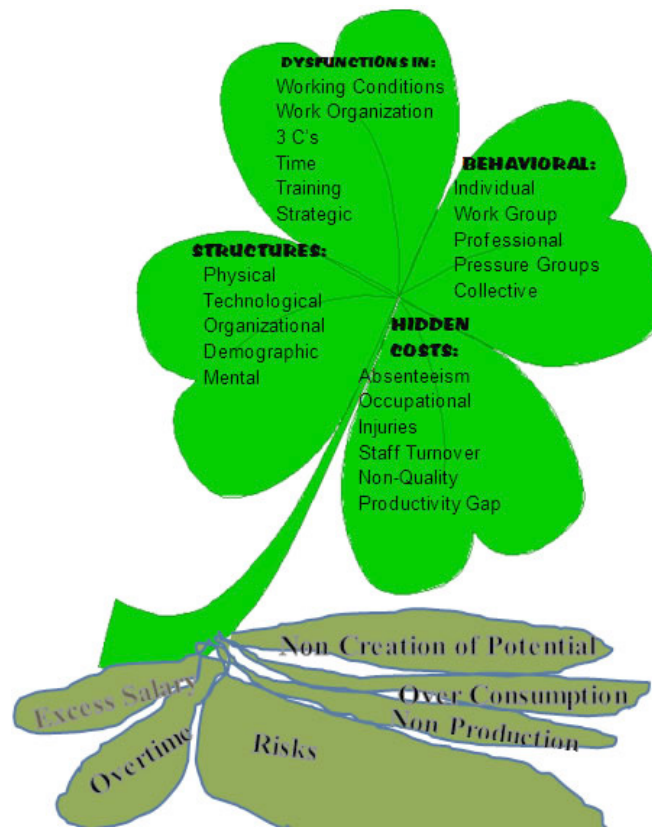 DYSFUNCTIONS IN:
Working Conditions
Work Organization
3 C's
Time
Training
Strategic
BEHAVIORAL:
Individual
Work Group
Professional
Pressure Groups
Collective
STRUCTURES:
Physical
Technological
Organizational
Demographic
Mental
HIDDEN
COSTS:
Absenteeism
Occupational
Injuries
Staff Turnover
Non-Quality
Productivity Gap
Non Creation of Potential
Excess Salary
Over Consumption
Non Production
Overtime
Risks